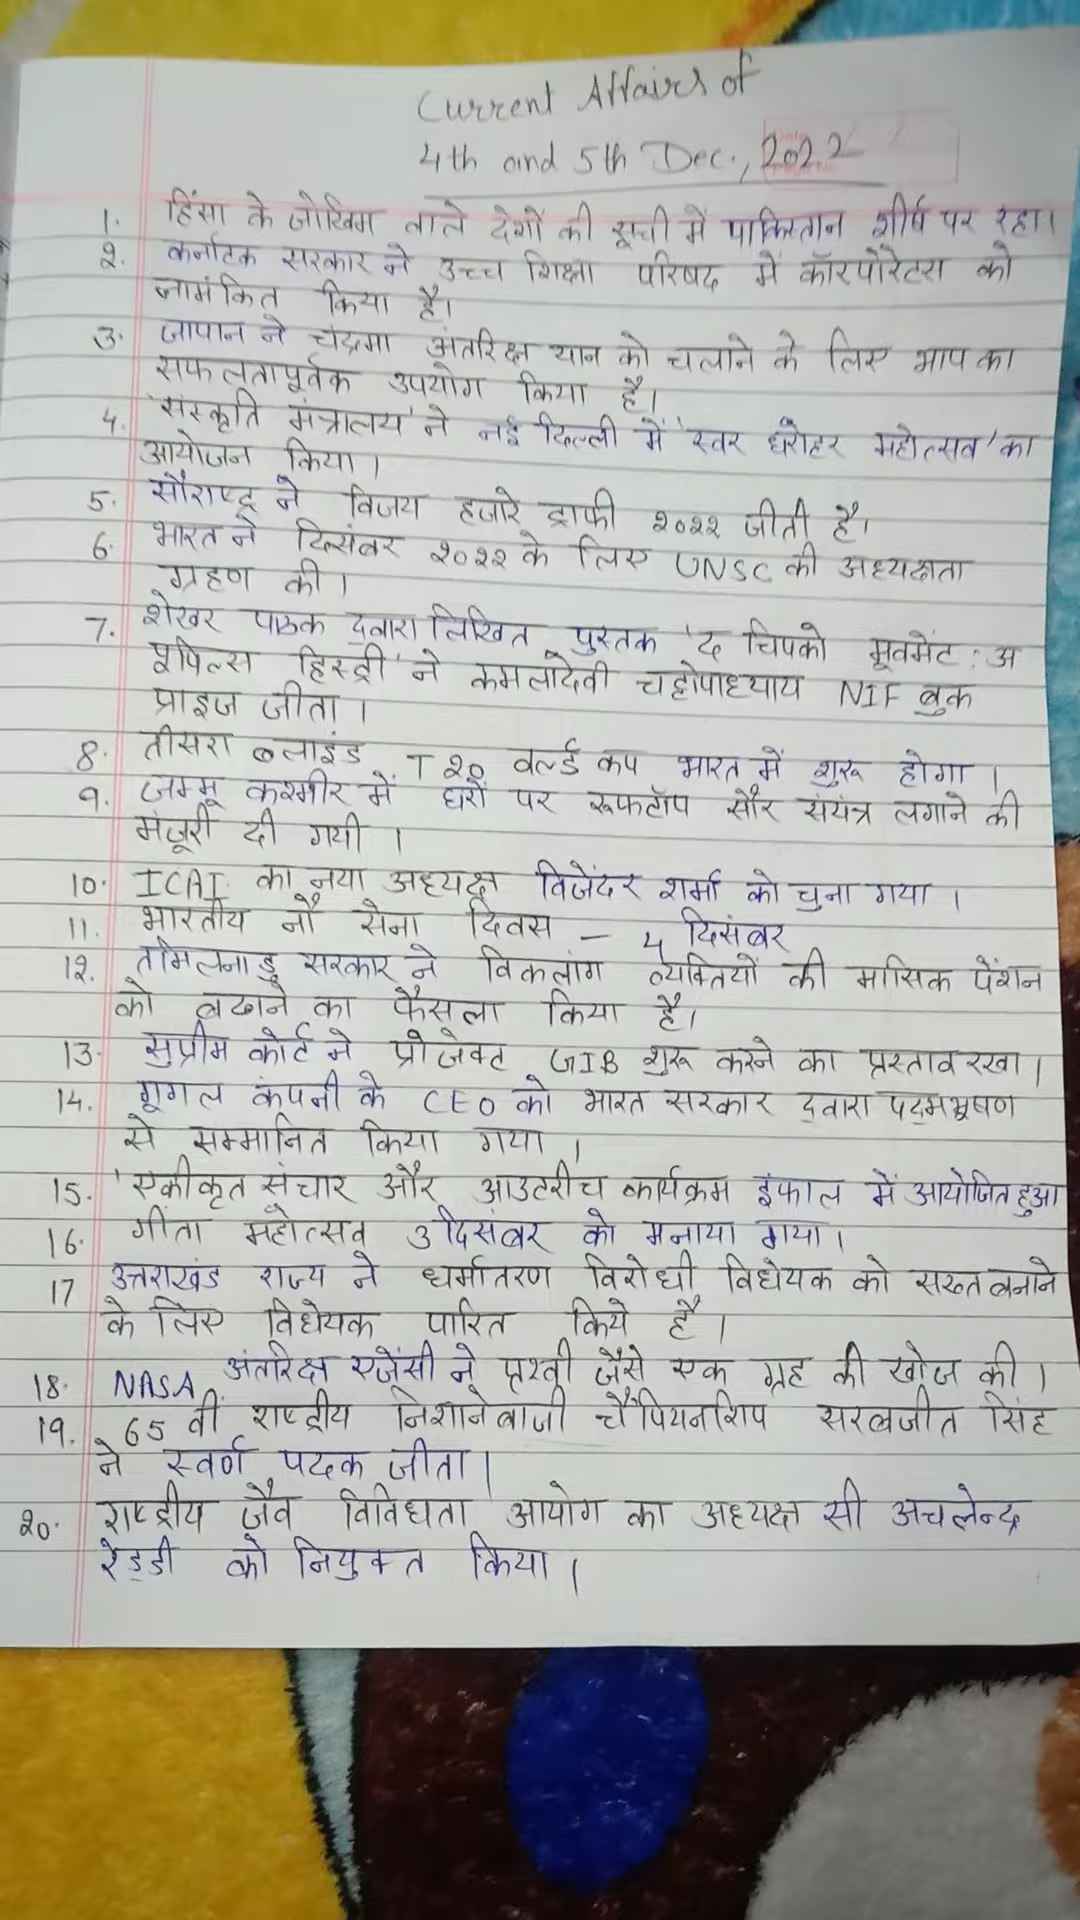 Current Affairs of
4th and 5th Dec., 2022
1. हिंसा के जोखिम वाले देशों की सूची में पाकिस्तान शीर्ष पर रहा।
२. कर्नाटक सरकार ने उच्च शिक्षा परिषद में कॉरपोरेटस को
नामंकित किया है।
3. जापान ने चंद्रमा अंतरिक्ष यान को चलाने के लिए भाप का
सफलतापूर्वक उपयोग किया है।
4. 'संस्कृति मंत्रालय' ने नई दिल्ली में 'स्वर धरोहर महोत्सव' का
आयोजन किया।
5. सौराष्ट्र ने विजय हजारे ट्राफी २०२२ जीती है।
6. भारत ने दिसंबर २०२२ के लिए UNSC की अध्यक्षता
ग्रहण की।
7. शेखर पाठक द्वारा लिखित पुस्तक 'द चिपको मूवमेंट: अ
पूपिल्स हिस्ट्री' ने कमलादेवी चट्टोपाध्याय NIF बुक
प्राइज जीता।
8. तीसरा ब्लाइंड T २० वर्ल्ड कप भारत में शुरू होगा।
9. जम्मू कश्मीर में घरों पर रूफटॉप सौर संयंत्र लगाने की
मंजूरी दी गयी।
10. ICAI का नया अध्यक्ष विजेंदर शर्मा को चुना गया।
11. भारतीय नौ सेना दिवस - 4 दिसंबर
1२. तमिलनाडु सरकार ने विकलांग व्यक्तियों की मासिक पेंशन
को बढाने का फैसला किया है।
13. सुप्रीम कोर्ट ने प्रोजेक्ट GIB शुरू करने का प्रस्ताव रखा।
14. गूगल कंपनी के CEO को भारत सरकार द्वारा पद्मभूषण
से सम्मानित किया गया।
15. 'एकीकृत संचार और आउटरीच कार्यक्रम इंफाल में आयोजित हुआ
16. गीता महोत्सव 3 दिसंबर को मनाया गया।
17 उत्तराखंड राज्य ने धर्मांतरण विरोधी विधेयक को सख्त बनाने
के लिए विधेयक पारित किये है।
18. NASA अंतरिक्ष एजेंसी ने पृथ्वी जैसे एक ग्रह की खोज की।
19. 65 वीं राष्ट्रीय निशानेबाजी चैंपियनशिप सरबजीत सिंह
ने स्वर्ण पदक जीता।
२०. राष्ट्रीय जैव विविधता आयोग का अध्यक्ष सी अचलेन्द्र
रेड्डी को नियुक्त किया।